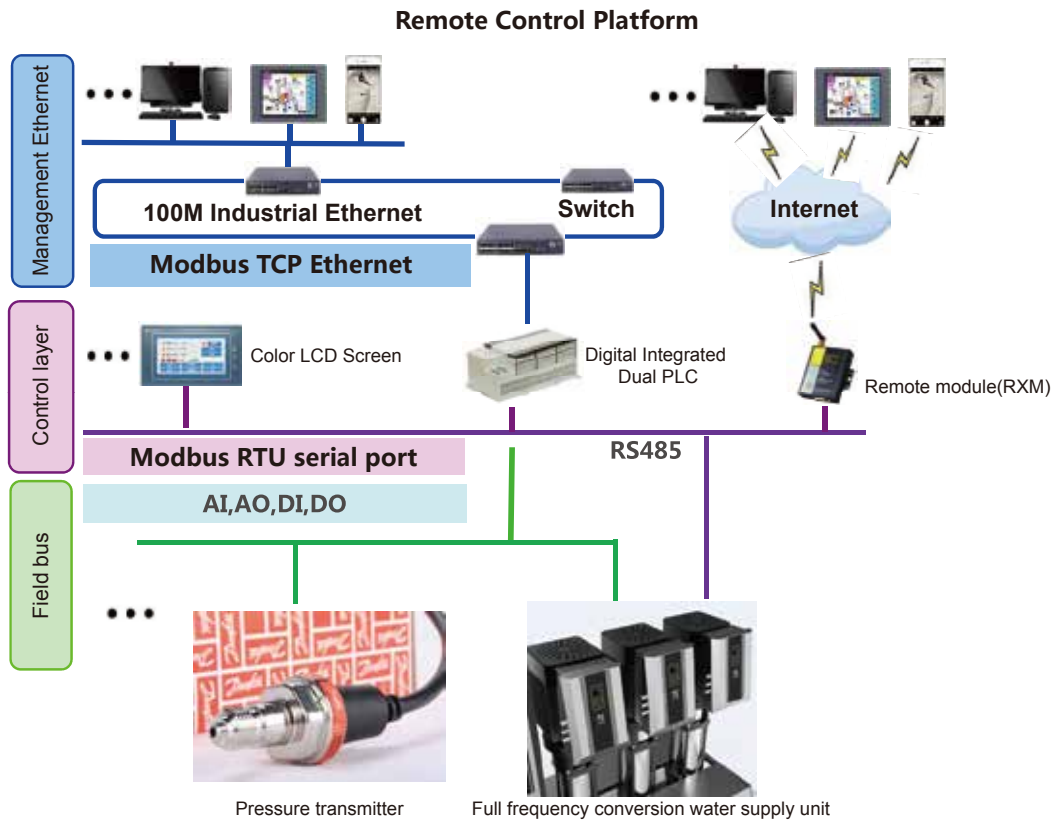 Remote Control Platform
Management Ethernet
100M Industrial Ethernet
Switch
Internet
Modbus TCP Ethernet
Control layer
Color LCD Screen
Digital Integrated
Dual PLC
Remote module(RXM)
RS485
Modbus RTU serial port
AI,AO,DI,DO
Field bus
Danfoss
Pressure transmitter
Full frequency conversion water supply unit